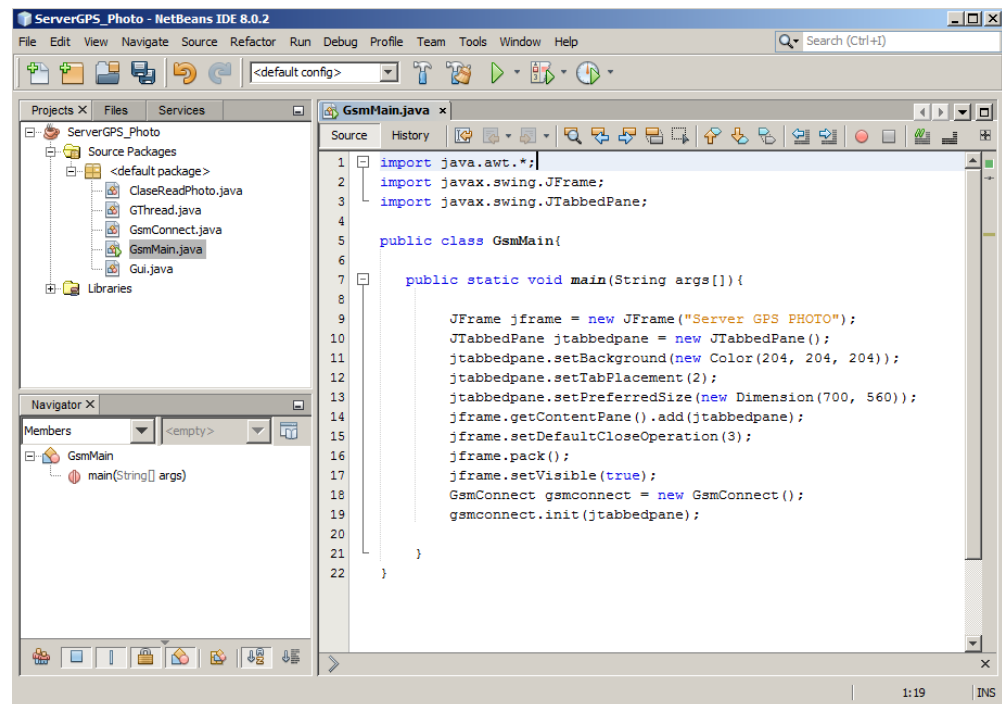 ServerGPS_Photo - NetBeans IDE 8.0.2
File Edit View Navigate Source Refactor Run Debug Profile Team Tools Window Help
Search (Ctrl+I)
<default config>
Projects Files Services
ServerGPS_Photo
Source Packages
<default package>
ClaseReadPhoto.java
GThread.java
GsmConnect.java
GsmMain.java
Gui.java
Libraries
Navigator
Members <empty>
GsmMain
main(String[] args)
GsmMain.java
Source History
1 import java.awt.*;
2 import javax.swing.JFrame;
3 import javax.swing.JTabbedPane;
4
5 public class GsmMain{
6
7 public static void main(String args[]){
8
9 JFrame jframe = new JFrame("Server GPS PHOTO");
10 JTabbedPane jtabbedpane = new JTabbedPane();
11 jtabbedpane.setBackground(new Color(204, 204, 204));
12 jtabbedpane.setTabPlacement(2);
13 jtabbedpane.setPreferredSize(new Dimension(700, 560));
14 jframe.getContentPane().add(jtabbedpane);
15 jframe.setDefaultCloseOperation(3);
16 jframe.pack();
17 jframe.setVisible(true);
18 GsmConnect gsmconnect = new GsmConnect();
19 gsmconnect.init(jtabbedpane);
20
21 }
22 }
1:19 INS